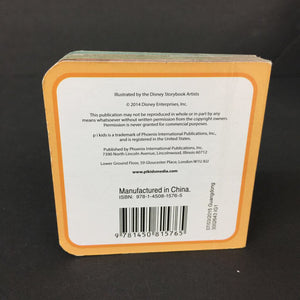 Illustrated by the Disney Storybook Artists
© 2014 Disney Enterprises, Inc.
This publication may not be reproduced in whole or in part by any
means whatsoever without written permission from the copyright owners.
Permission is never granted for commercial purposes.
p i kids is a trademark of Phoenix International Publications, Inc.,
and is registered in the United States.
Published by Phoenix International Publications, Inc.
7390 North Lincoln Avenue, Lincolnwood, Illinois 60712
Lower Ground Floor, 59 Gloucester Place, London W1U 8JJ
www.pikidsmedia.com
Manufactured in China.
ISBN: 978-1-4508-1576-5
9 781450 815765
07/03/2015 Guangdong